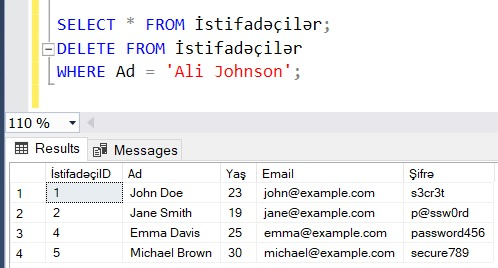 SELECT * FROM İstifadəçilər;
DELETE FROM İstifadəçilər
WHERE Ad = 'Ali Johnson';
110 %
Results Messages
İstifadəçiID Ad Yaş Email Şifrə
1 1 John Doe 23 john@example.com s3cr3t
2 2 Jane Smith 19 jane@example.com p@ssw0rd
3 4 Emma Davis 25 emma@example.com password456
4 5 Michael Brown 30 michael@example.com secure789